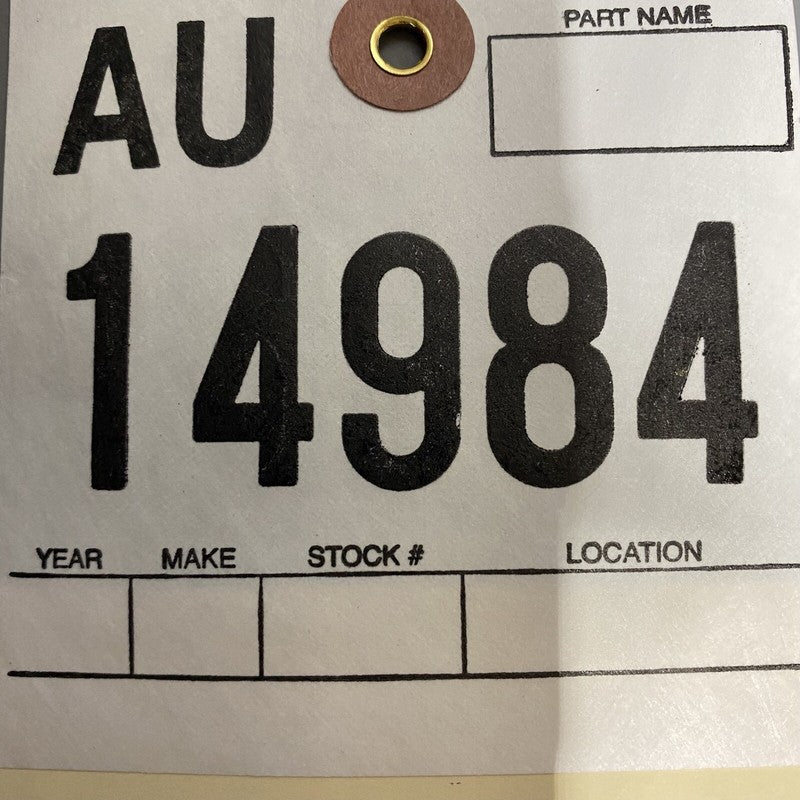 AU
PART NAME
14984
YEAR MAKE STOCK # LOCATION